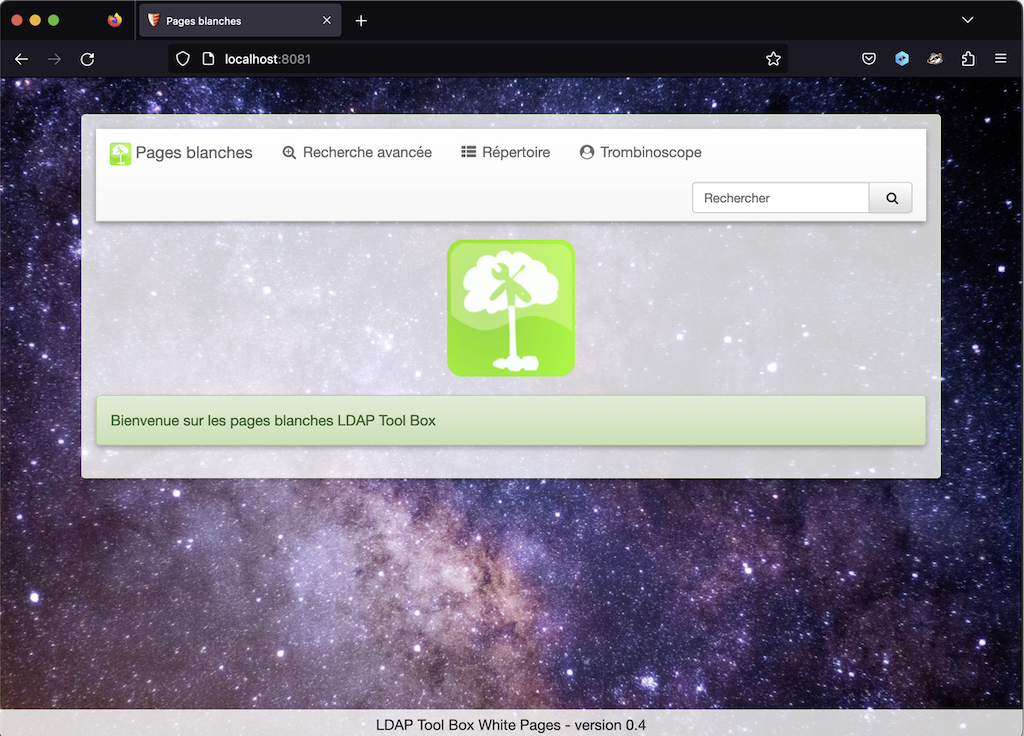 Pages blanches
localhost:8081
Pages blanches Recherche avancée Répertoire Trombinoscope
Rechercher
Bienvenue sur les pages blanches LDAP Tool Box
LDAP Tool Box White Pages - version 0.4